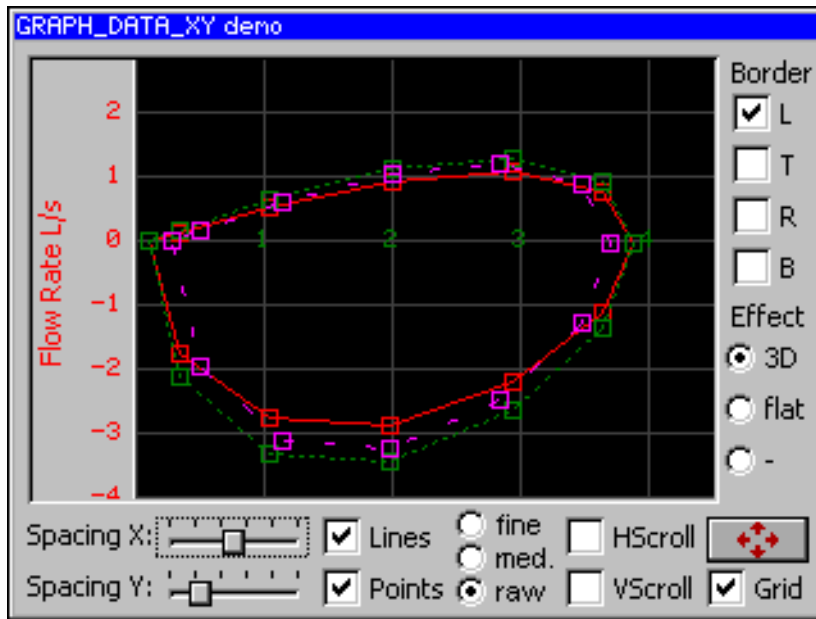 GRAPH_DATA_XY demo
Border
L
T
R
B
Effect
3D
flat
-
Flow Rate L/s
2
1
0
-1
-2
-3
-4
1
2
3
4
Spacing X:
Lines
fine
med.
raw
HScroll
Spacing Y:
Points
VScroll
Grid